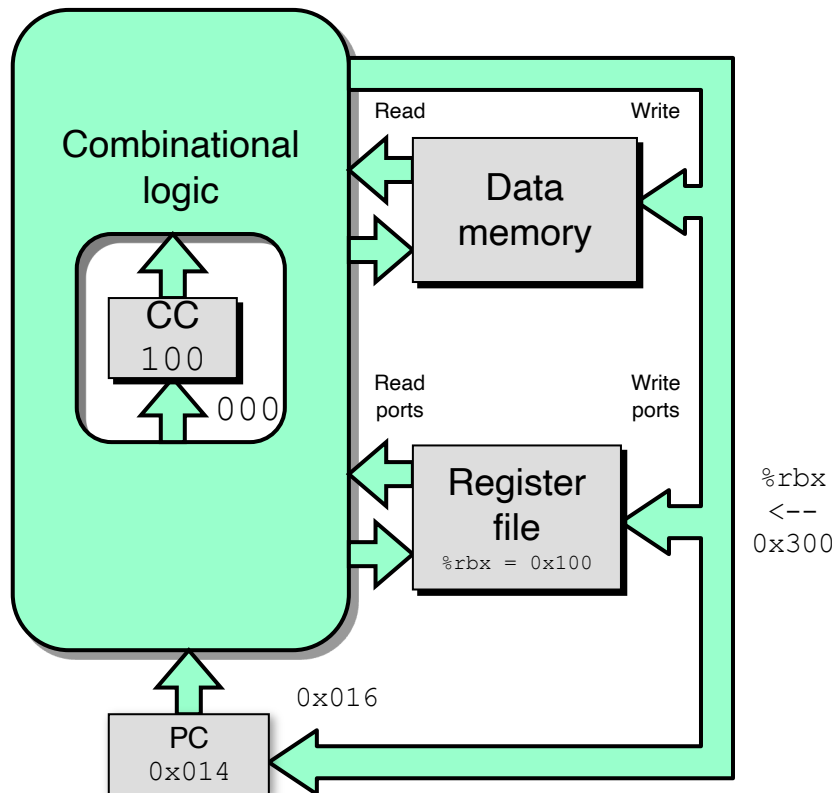 Combinational
logic
CC
100
000
Read
Write
Data
memory
Read
ports
Write
ports
Register
file
%rbx = 0x100
%rbx
<--
0x300
0x016
PC
0x014